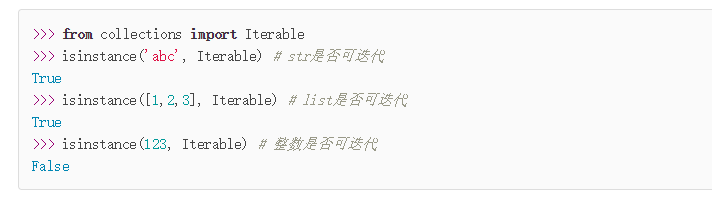 >>> from collections import Iterable
>>> isinstance('abc', Iterable) # str是否可迭代
True
>>> isinstance([1,2,3], Iterable) # list是否可迭代
True
>>> isinstance(123, Iterable) # 整数是否可迭代
False